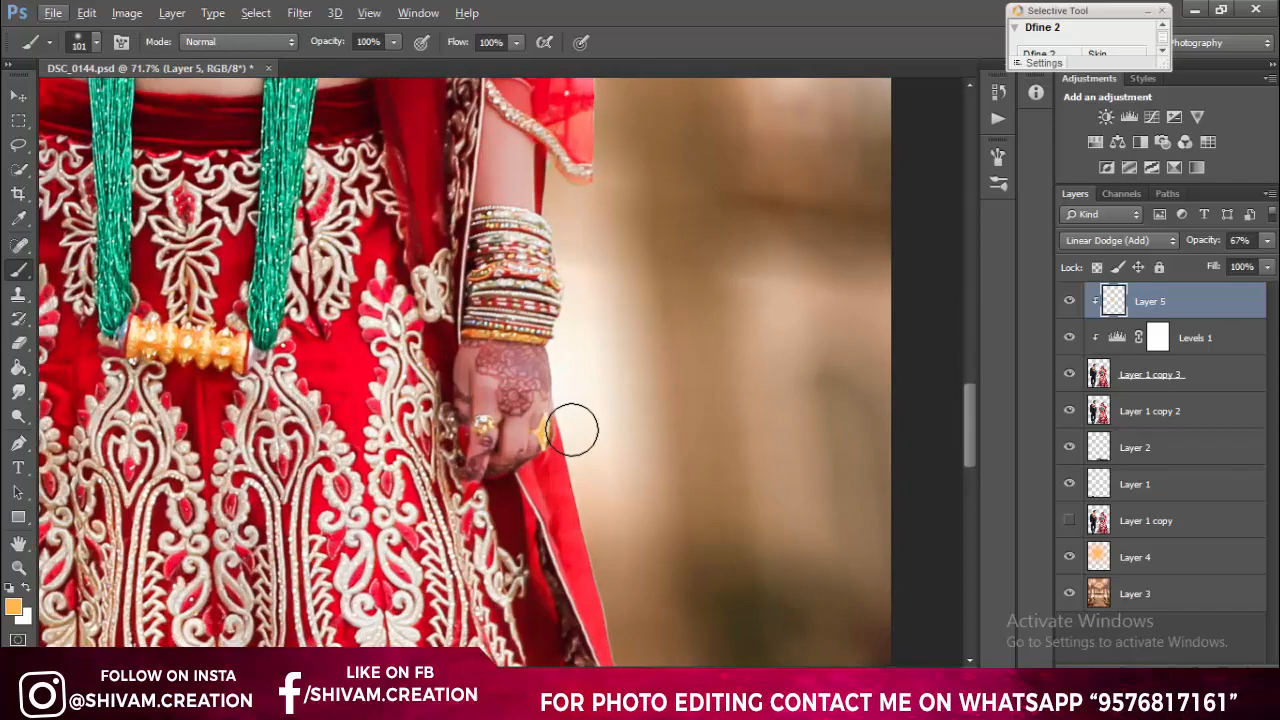 Ps File Edit Image Layer Type Select Filter 3D View Window Help
Selective Tool
Dfine 2
Dfine 2 Skin
Settings
101 Mode: Normal Opacity: 100% Flow: 100%
hotography
DSC_0144.psd @ 71.7% (Layer 5, RGB/8*) * ×
Adjustments Styles
Add an adjustment
Layers Channels Paths
Kind
Linear Dodge (Add) Opacity: 67%
Lock: Fill: 100%
Layer 5
Levels 1
Layer 1 copy 3
Layer 1 copy 2
Layer 2
Layer 1
Layer 1 copy
Layer 4
Layer 3
Activate Windows
Go to Settings to activate Windows.
FOLLOW ON INSTA
@SHIVAM.CREATION
LIKE ON FB
/SHIVAM.CREATION
FOR PHOTO EDITING CONTACT ME ON WHATSAPP “9576817161”